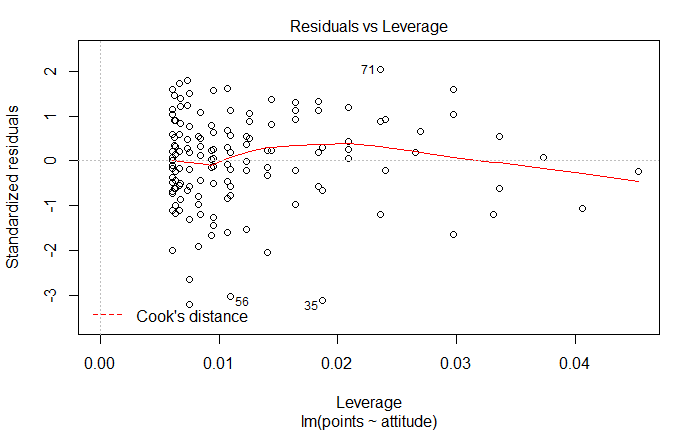 Residuals vs Leverage
Standardized residuals
2
1
0
-1
-2
-3
71
56
35
Cook's distance
0.00 0.01 0.02 0.03 0.04
Leverage
lm(points ~ attitude)